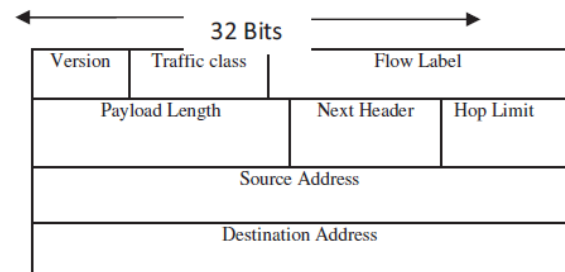 32 Bits
Version Traffic class Flow Label
Payload Length Next Header Hop Limit
Source Address
Destination Address